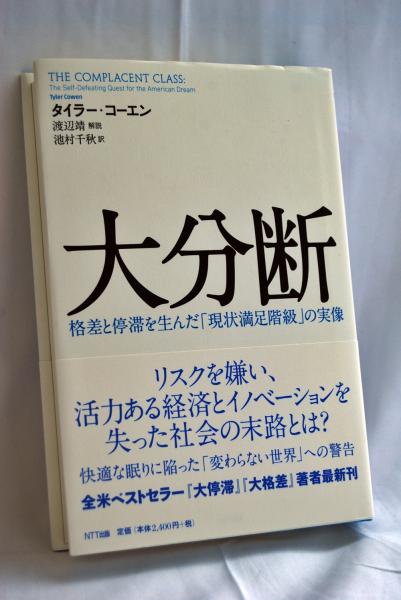 THE COMPLACENT CLASS:
The Self-Defeating Quest for the American Dream
Tyler Cowen
タイラー・コーエン
渡辺靖 解説
池村千秋 訳
大分断
格差と停滞を生んだ「現状満足階級」の実像
リスクを嫌い、
活力ある経済とイノベーションを
失った社会の末路とは?
快適な眠りに陥った「変わらない世界」への警告
全米ベストセラー『大停滞』『大格差』著者最新刊
NTT出版 定価(本体2,400円+税)